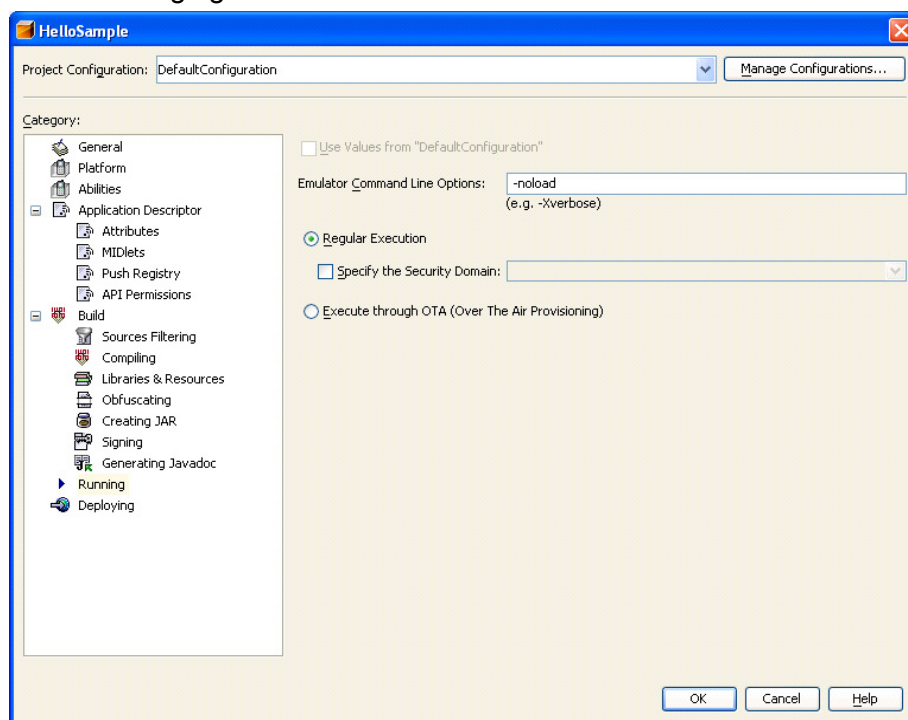 HelloSample
Project Configuration: DefaultConfiguration Manage Configurations...
Category:
General
Platform
Abilities
Application Descriptor
Attributes
MIDlets
Push Registry
API Permissions
Build
Sources Filtering
Compiling
Libraries & Resources
Obfuscating
Creating JAR
Signing
Generating Javadoc
Running
Deploying
Use Values from "DefaultConfiguration"
Emulator Command Line Options: -noload
(e.g. -Xverbose)
Regular Execution
Specify the Security Domain:
Execute through OTA (Over The Air Provisioning)
OK Cancel Help